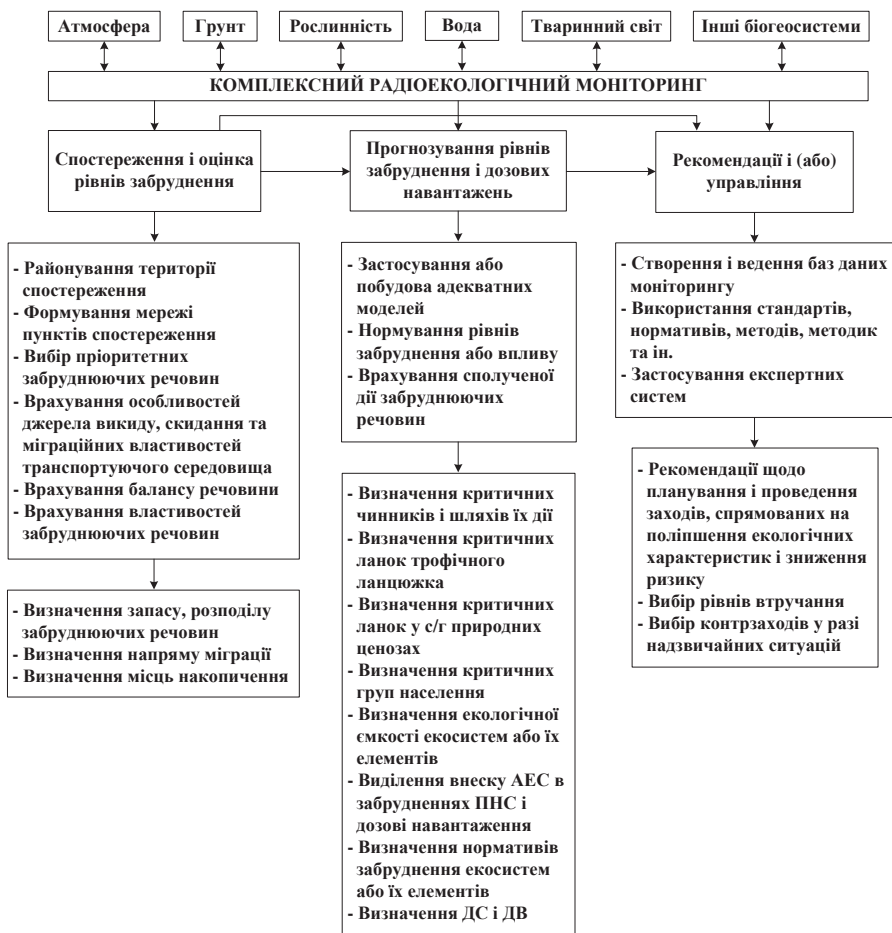 Атмосфера
Грунт
Рослинність
Вода
Тваринний світ
Інші біогеосистеми
КОМПЛЕКСНИЙ РАДІОЕКОЛОГІЧНИЙ МОНІТОРИНГ
Спостереження і оцінка
рівнів забруднення
Прогнозування рівнів
забруднення і дозових
навантажень
Рекомендації і (або)
управління
- Районування території
спостереження
- Формування мережі
пунктів спостереження
- Вибір пріоритетних
забруднюючих речовин
- Врахування особливостей
джерела викиду, скидання та
міграційних властивостей
транспортуючого середовища
- Врахування балансу речовини
- Врахування властивостей
забруднюючих речовин
- Визначення запасу, розподілу
забруднюючих речовин
- Визначення напряму міграції
- Визначення місць накопичення
- Застосування або
побудова адекватних
моделей
- Нормування рівнів
забруднення або впливу
- Врахування сполученої
дії забруднюючих
речовин
- Визначення критичних
чинників і шляхів їх дії
- Визначення критичних
ланок трофічного
ланцюжка
- Визначення критичних
ланок у с/г природних
ценозах
- Визначення критичних
груп населення
- Визначення екологічної
ємкості екосистем або їх
елементів
- Виділення внеску АЕС в
забрудненнях ПНС і
дозові навантаження
- Визначення нормативів
забруднення екосистем
або їх елементів
- Визначення ДС і ДВ
- Створення і ведення баз даних
моніторингу
- Використання стандартів,
нормативів, методів, методик
та ін.
- Застосування експертних
систем
- Рекомендації щодо
планування і проведення
заходів, спрямованих на
поліпшення екологічних
характеристик і зниження
ризику
- Вибір рівнів втручання
- Вибір контрзаходів у разі
надзвичайних ситуацій